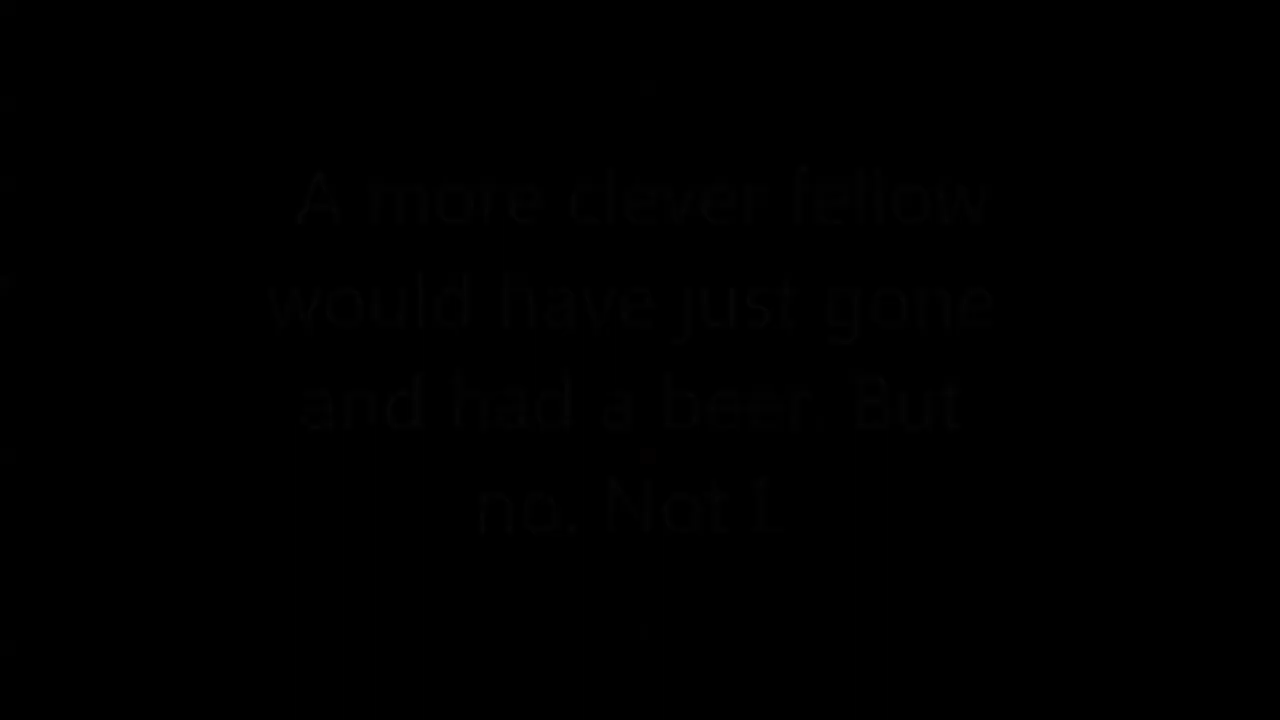 A more clever fellow
would have just gone
and had a beer. But
no. Not I.